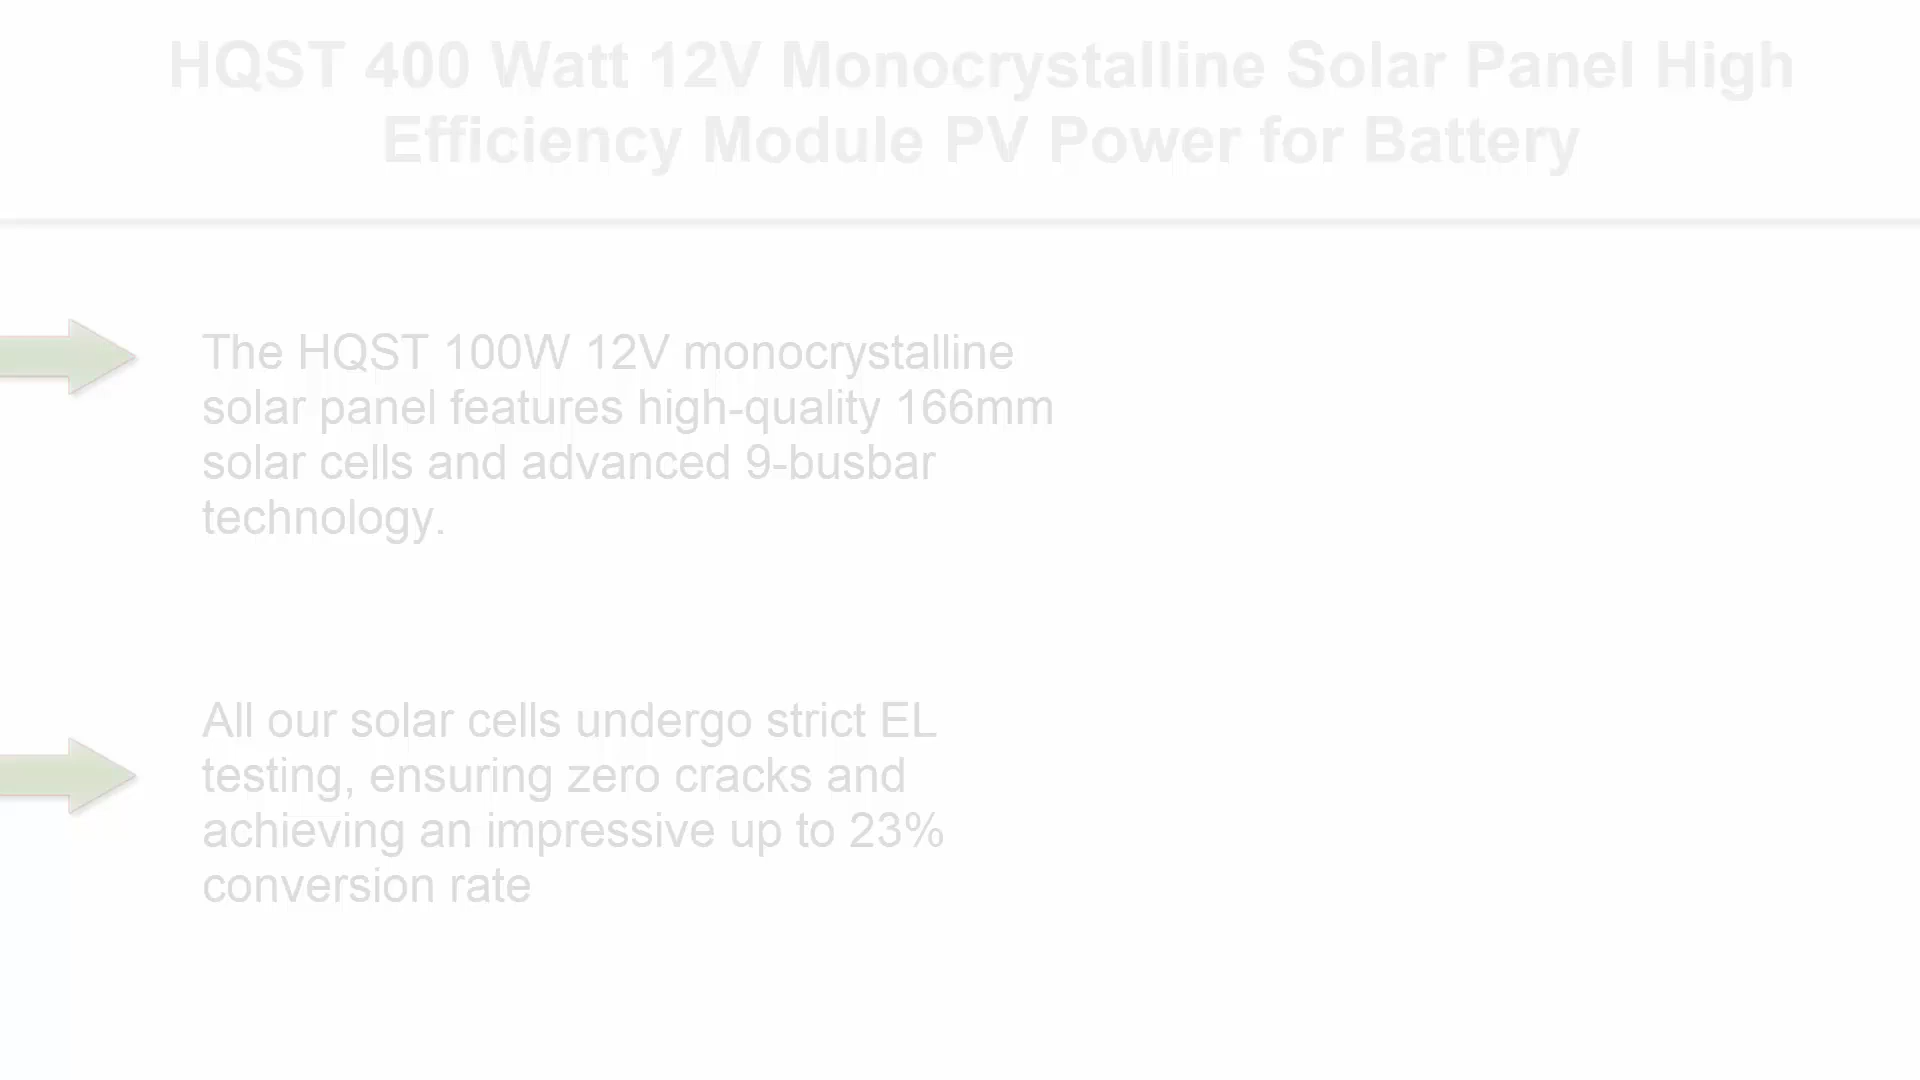 HQST 400 Watt 12V Monocrystalline Solar Panel High
Efficiency Module PV Power for Battery
The HQST 100W 12V monocrystalline
solar panel features high-quality 166mm
solar cells and advanced 9-busbar
technology.
All our solar cells undergo strict EL
testing, ensuring zero cracks and
achieving an impressive up to 23%
conversion rate